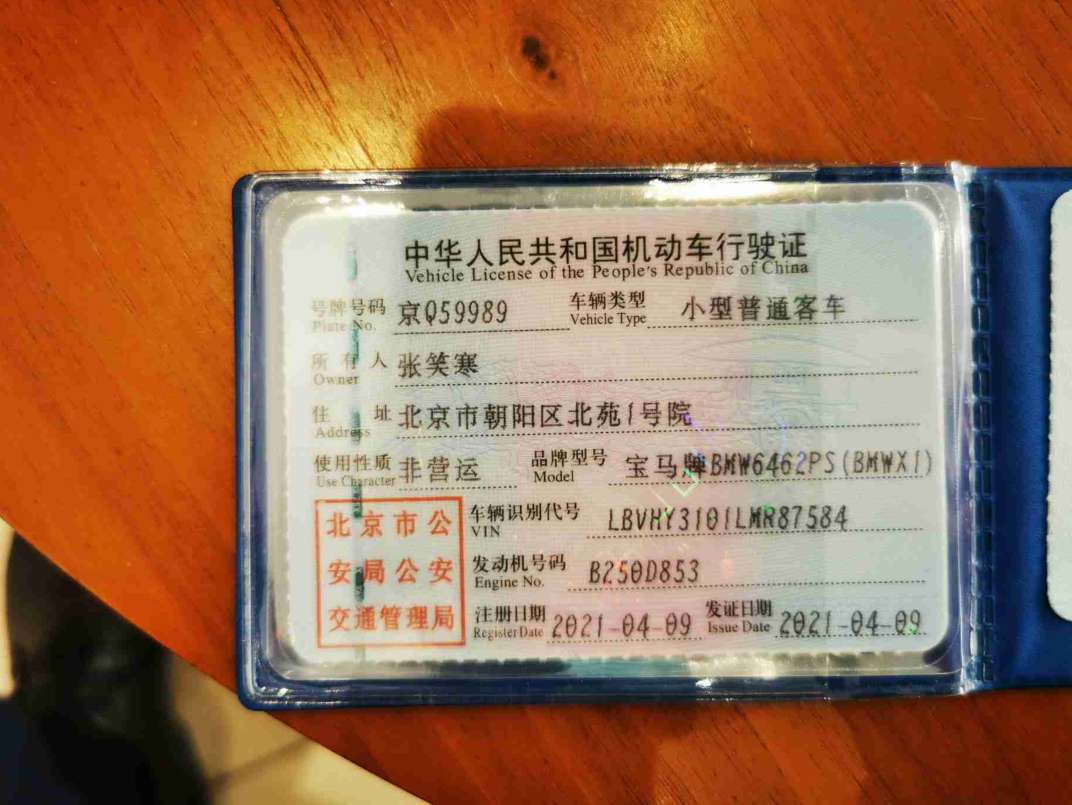 中华人民共和国机动车行驶证
Vehicle License of the People's Republic of China
号牌号码 京Q59989 车辆类型 小型普通客车
Plate No. Vehicle Type
所有人 张笑寒
Owner
住址 北京市朝阳区北苑1号院
Address
使用性质 非营运 品牌型号 宝马牌BMW6462PS(BMWX1)
Use Character Model
北京市公
安局公安
交通管理局
车辆识别代号 LBVHY3101LMR87584
VIN
发动机号码 B250D853
Engine No.
注册日期 2021-04-09 发证日期 2021-04-09
Register Date Issue Date